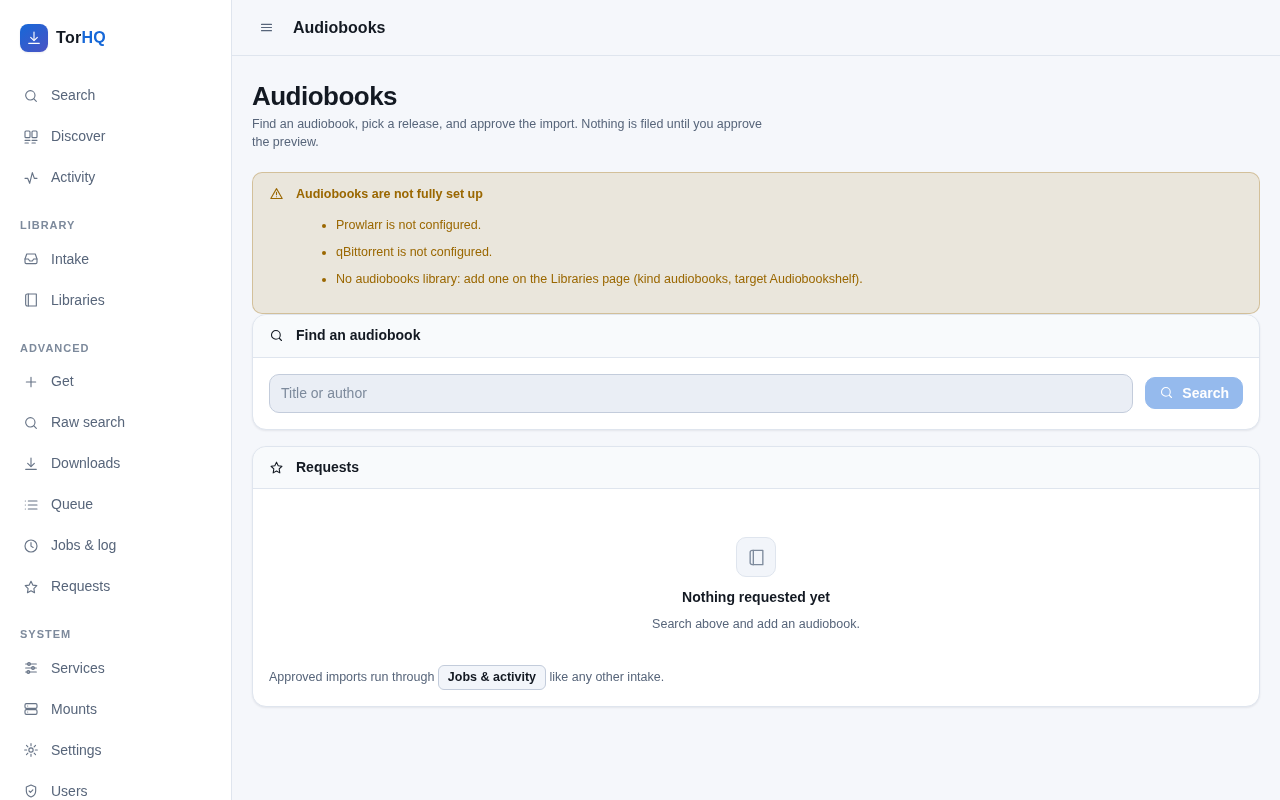 TorHQ
Search
Discover
Activity
LIBRARY
Intake
Libraries
ADVANCED
Get
Raw search
Downloads
Queue
Jobs & log
Requests
SYSTEM
Services
Mounts
Settings
Users
Audiobooks
Audiobooks
Find an audiobook, pick a release, and approve the import. Nothing is filed until you approve
the preview.
Audiobooks are not fully set up
Prowlarr is not configured.
qBittorrent is not configured.
No audiobooks library: add one on the Libraries page (kind audiobooks, target Audiobookshelf).
Find an audiobook
Title or author
Search
Requests
Nothing requested yet
Search above and add an audiobook.
Approved imports run through Jobs & activity like any other intake.